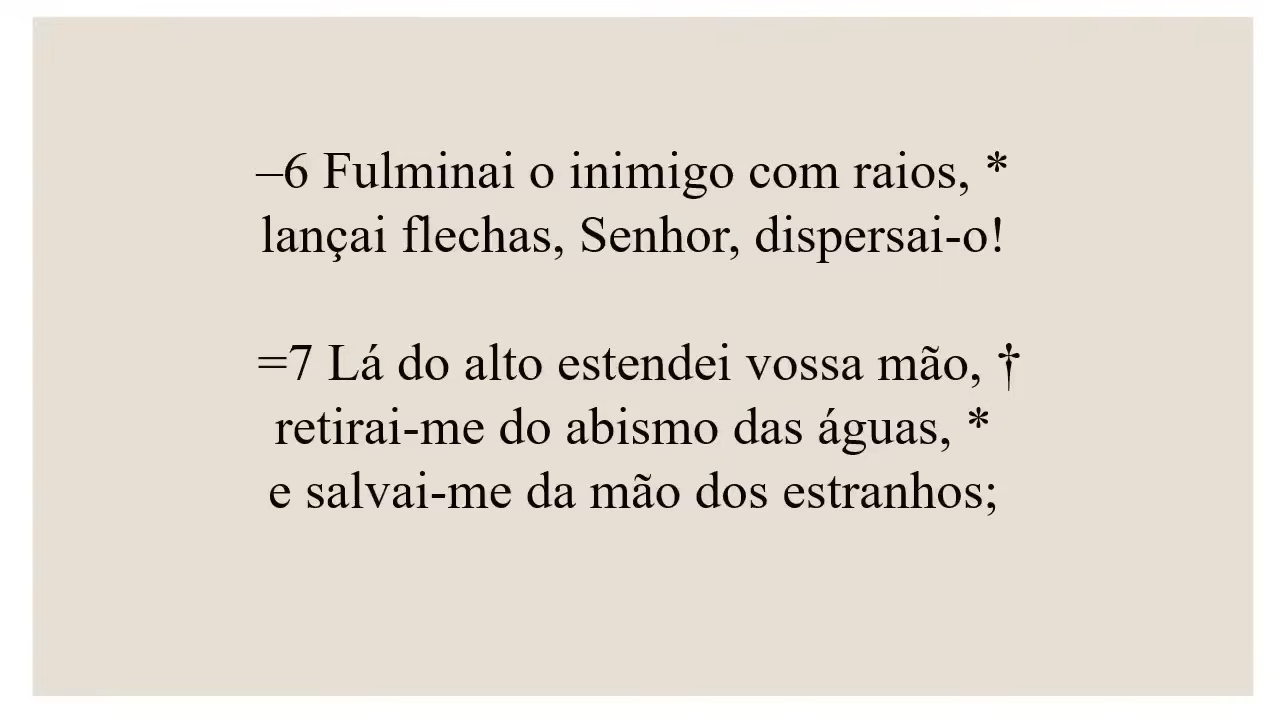 –6 Fulminai o inimigo com raios, *
lançai flechas, Senhor, dispersai-o!
=7 Lá do alto estendei vossa mão, †
retirai-me do abismo das águas, *
e salvai-me da mão dos estranhos;